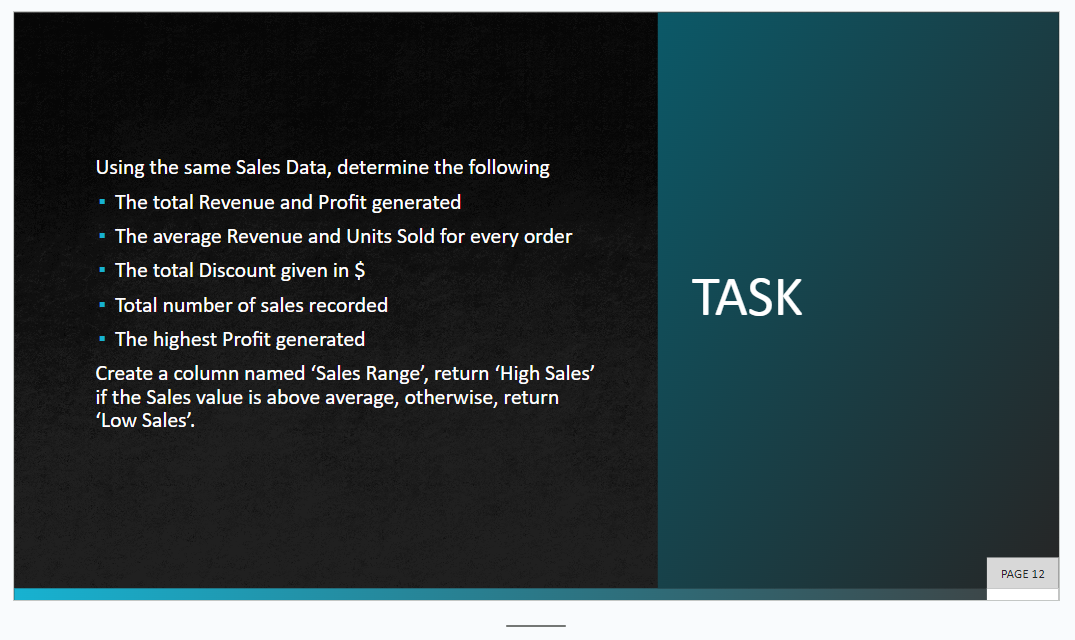 Using the same Sales Data, determine the following
▪ The total Revenue and Profit generated
▪ The average Revenue and Units Sold for every order
▪ The total Discount given in $
▪ Total number of sales recorded
▪ The highest Profit generated
Create a column named ‘Sales Range’, return ‘High Sales’
if the Sales value is above average, otherwise, return
‘Low Sales’.
TASK
PAGE 12